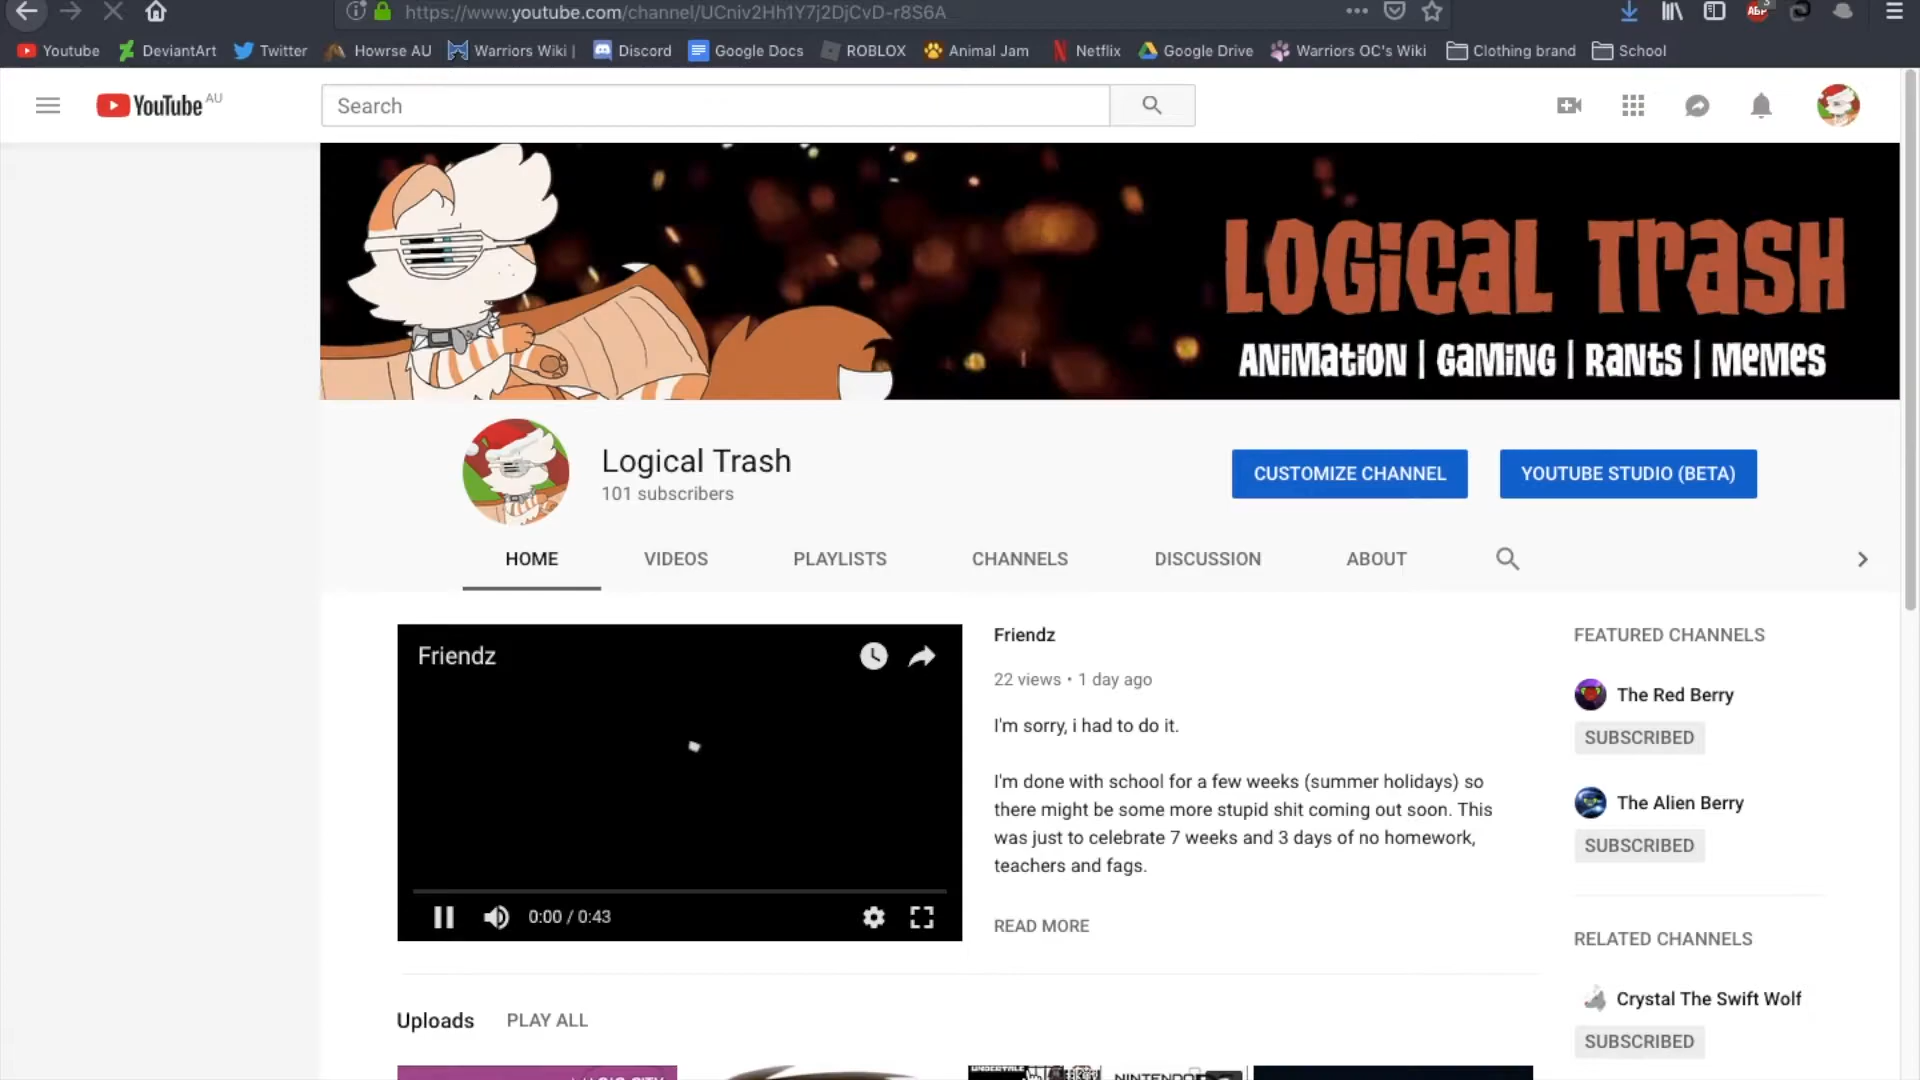 https://www.youtube.com/channel/UCniv2Hh1Y7j2DjCvD-r8S6A
ABP 3
Youtube DeviantArt Twitter Howrse AU Warriors Wiki | Discord Google Docs ROBLOX Animal Jam Netflix Google Drive Warriors OC's Wiki Clothing brand School
YouTube AU
Search
LOGiCaL TRaSH
ANiMatiON | GaMiNG | RaNts | MeMes
Logical Trash
101 subscribers
CUSTOMIZE CHANNEL
YOUTUBE STUDIO (BETA)
HOME VIDEOS PLAYLISTS CHANNELS DISCUSSION ABOUT
Friendz
0:00 / 0:43
Friendz
22 views • 1 day ago
I'm sorry, i had to do it.
I'm done with school for a few weeks (summer holidays) so
there might be some more stupid shit coming out soon. This
was just to celebrate 7 weeks and 3 days of no homework,
teachers and fags.
READ MORE
FEATURED CHANNELS
The Red Berry
SUBSCRIBED
The Alien Berry
SUBSCRIBED
RELATED CHANNELS
Crystal The Swift Wolf
SUBSCRIBED
Uploads PLAY ALL
UNDERTALE
NINTENDO